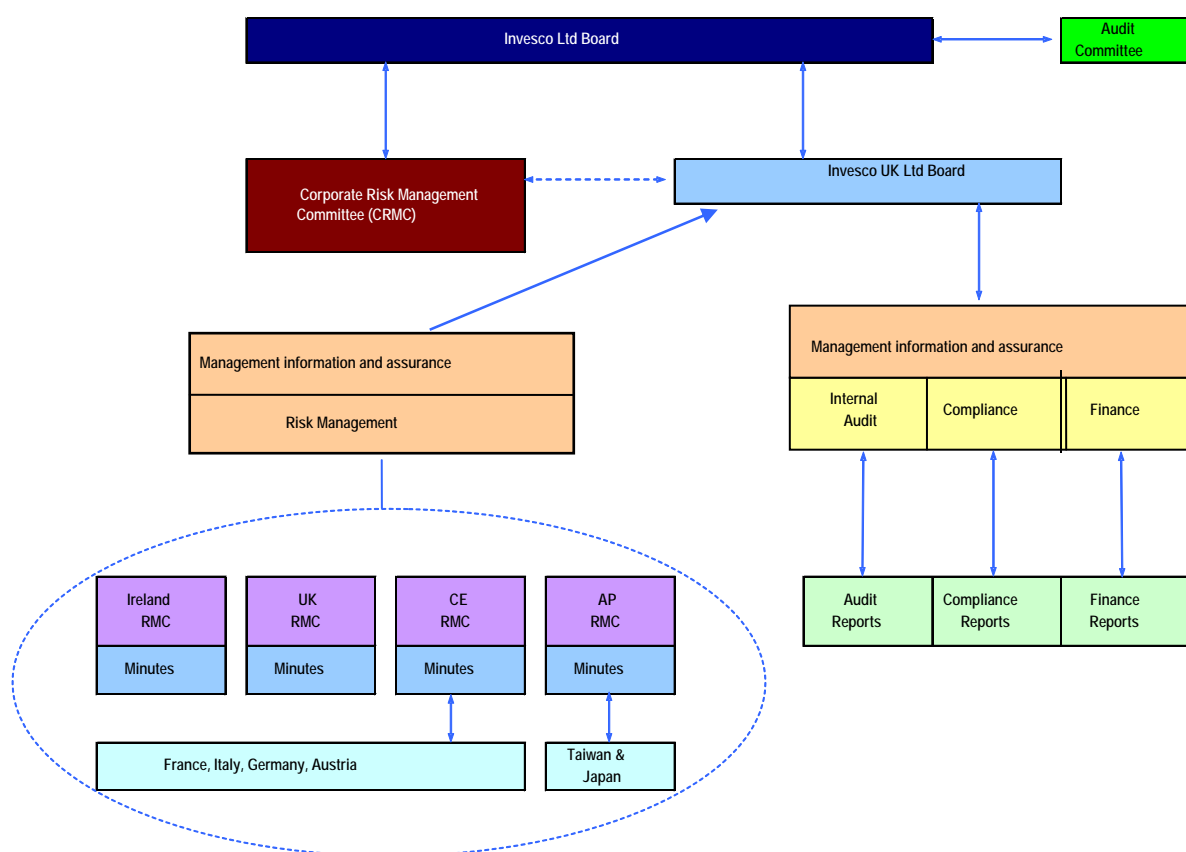 Invesco Ltd Board
Audit
Committee
Corporate Risk Management
Committee (CRMC)
Invesco UK Ltd Board
Management information and assurance
Risk Management
Management information and assurance
Internal
Audit
Compliance
Finance
Ireland
RMC
UK
RMC
CE
RMC
AP
RMC
Minutes
Minutes
Minutes
Minutes
Audit
Reports
Compliance
Reports
Finance
Reports
France, Italy, Germany, Austria
Taiwan &
Japan